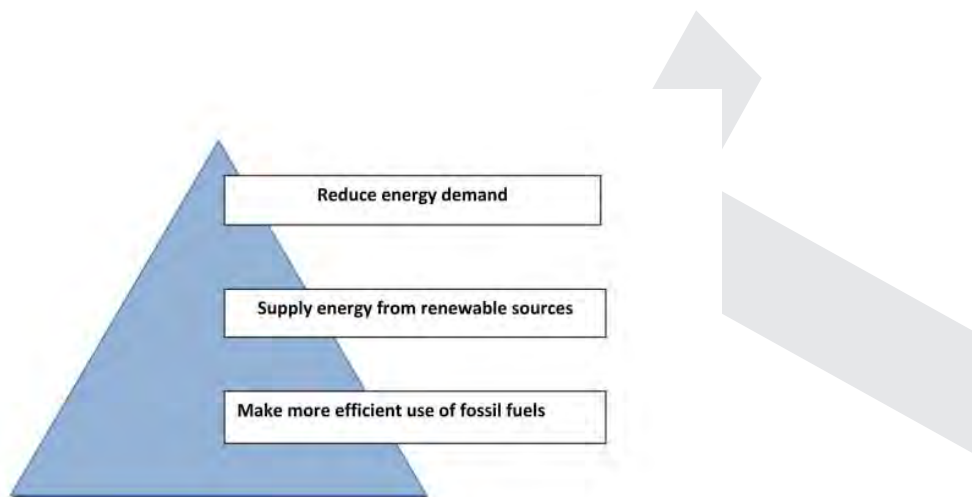 Reduce energy demand
Supply energy from renewable sources
Make more efficient use of fossil fuels